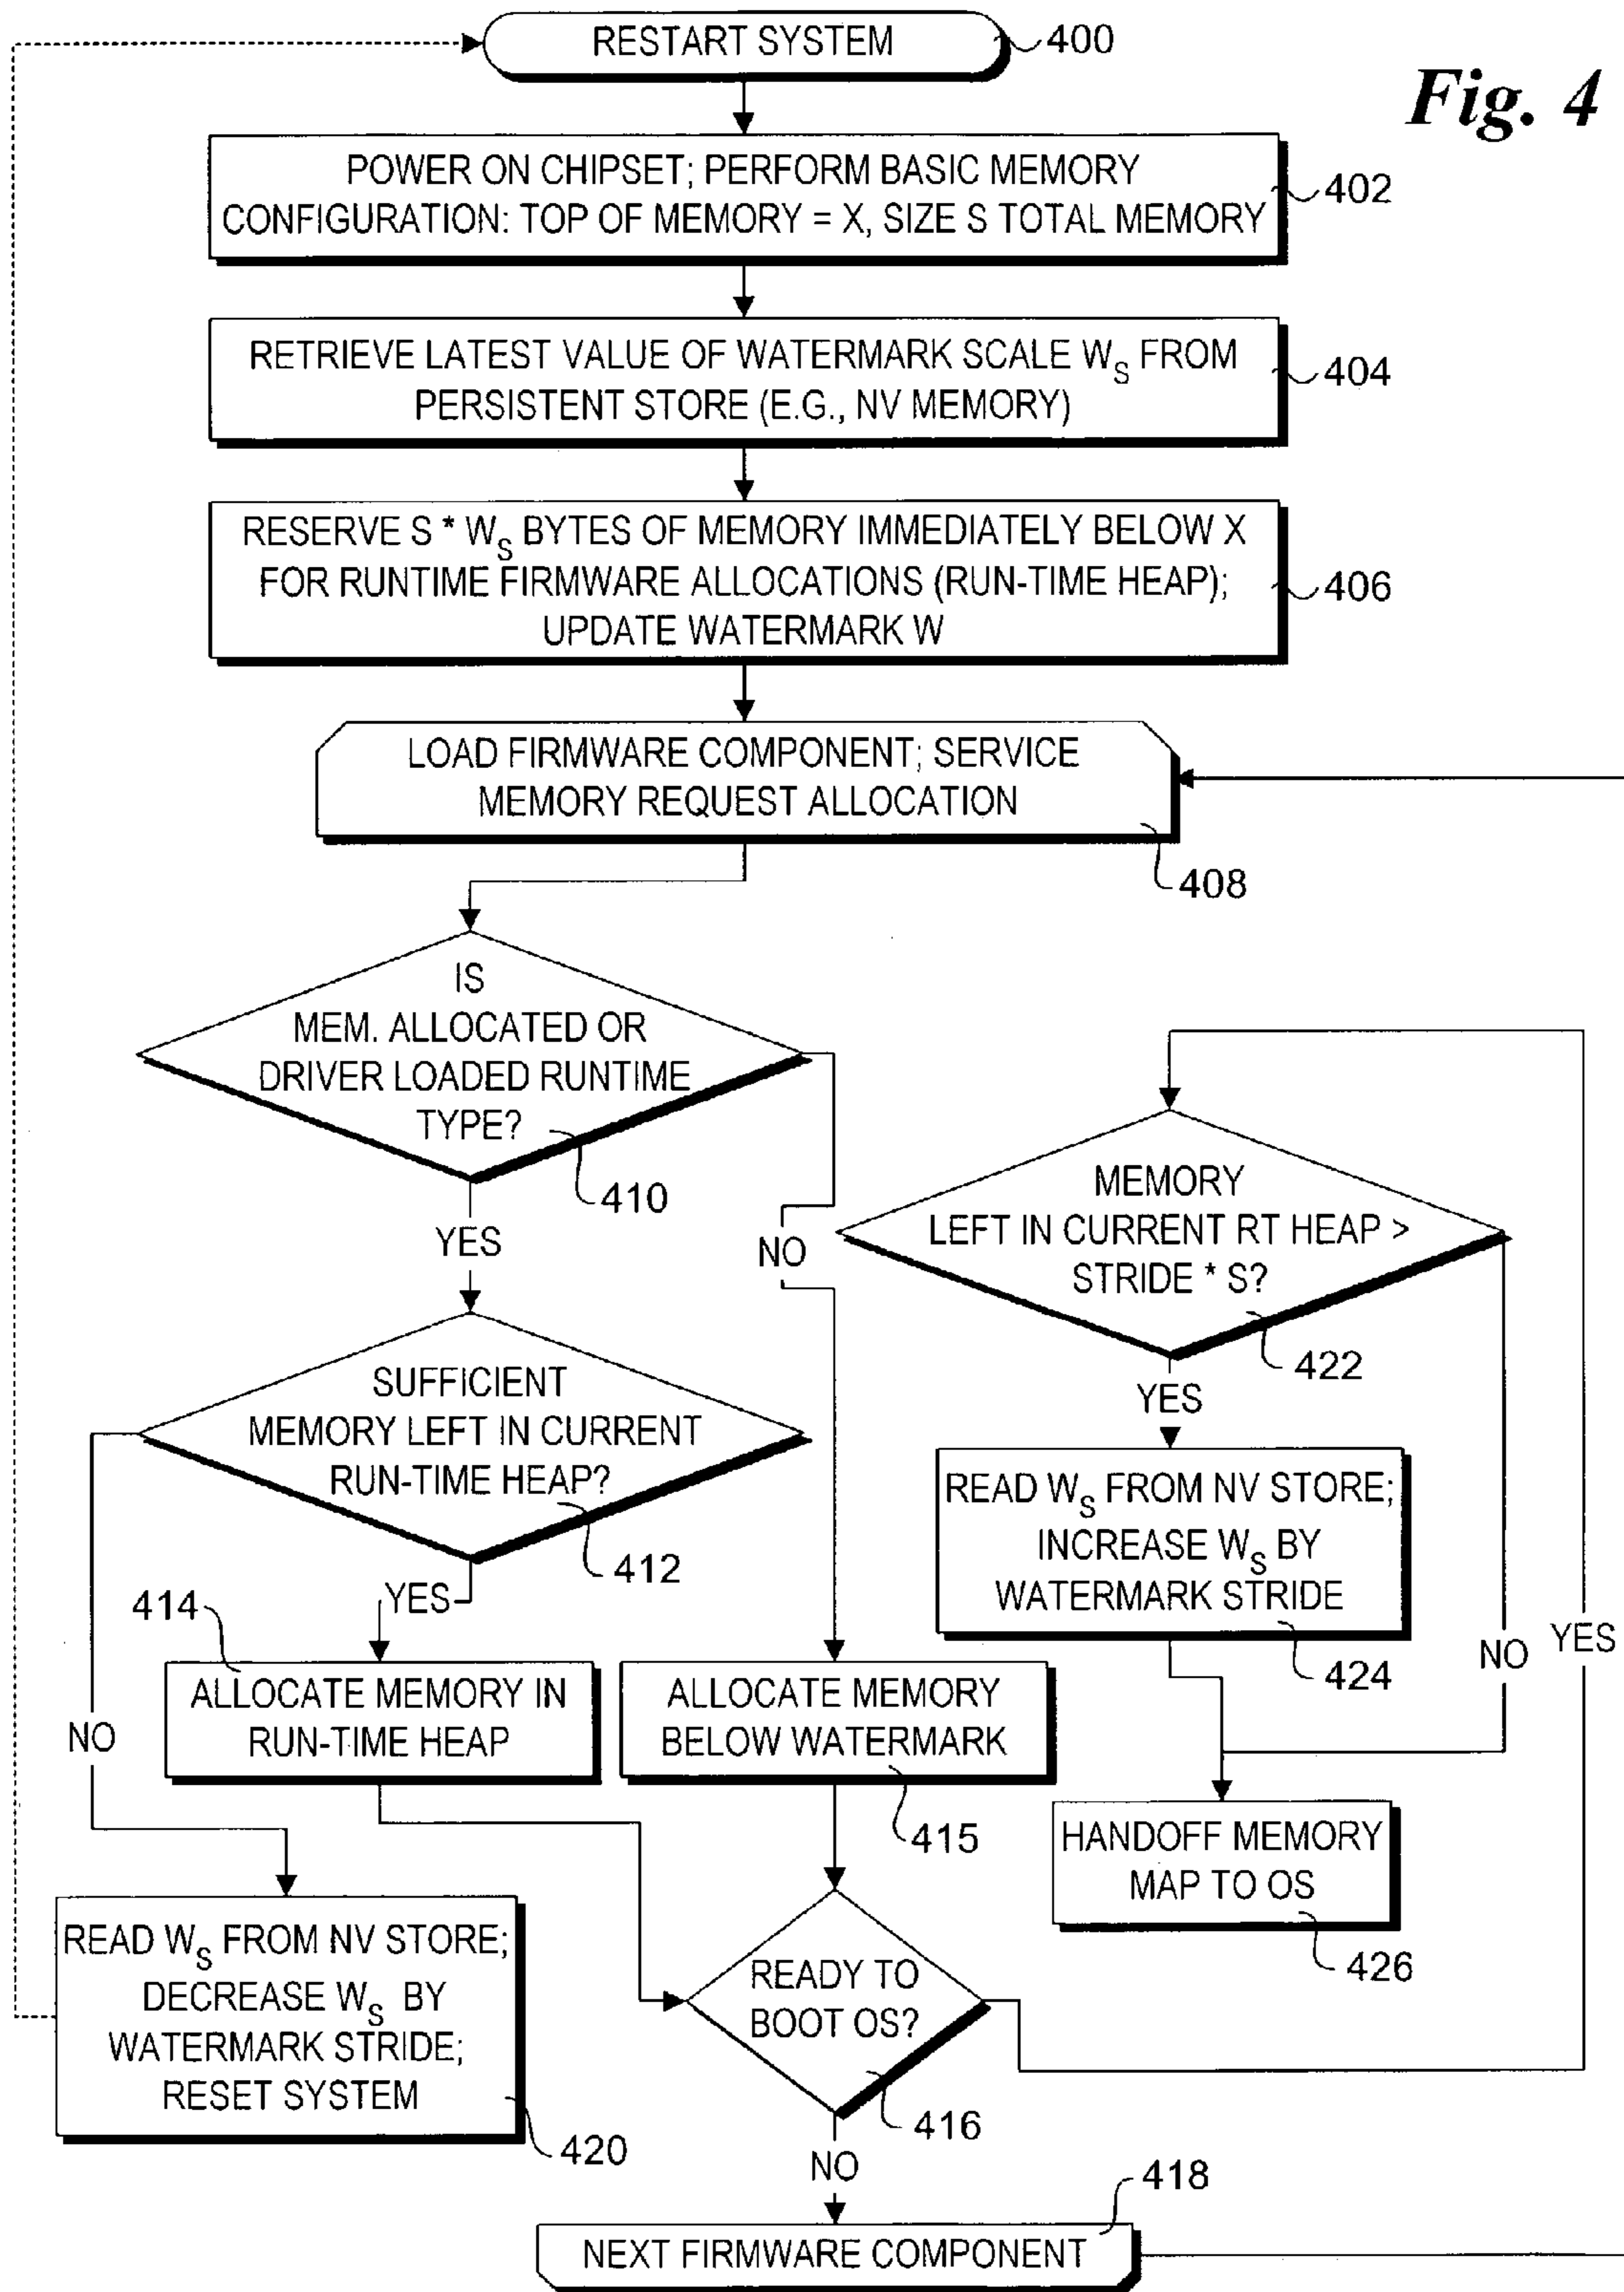 Fig. 4
RESTART SYSTEM
400
POWER ON CHIPSET; PERFORM BASIC MEMORY
CONFIGURATION: TOP OF MEMORY = X, SIZE S TOTAL MEMORY
402
RETRIEVE LATEST VALUE OF WATERMARK SCALE WS FROM
PERSISTENT STORE (E.G., NV MEMORY)
404
RESERVE S * WS BYTES OF MEMORY IMMEDIATELY BELOW X
FOR RUNTIME FIRMWARE ALLOCATIONS (RUN-TIME HEAP);
UPDATE WATERMARK W
406
LOAD FIRMWARE COMPONENT; SERVICE
MEMORY REQUEST ALLOCATION
408
IS
MEM. ALLOCATED OR
DRIVER LOADED RUNTIME
TYPE?
410
YES
NO
SUFFICIENT
MEMORY LEFT IN CURRENT
RUN-TIME HEAP?
412
YES
NO
414
ALLOCATE MEMORY IN
RUN-TIME HEAP
ALLOCATE MEMORY
BELOW WATERMARK
415
READ WS FROM NV STORE;
DECREASE WS BY
WATERMARK STRIDE;
RESET SYSTEM
420
READY TO
BOOT OS?
416
NO
YES
418
NEXT FIRMWARE COMPONENT
MEMORY
LEFT IN CURRENT RT HEAP >
STRIDE * S?
422
YES
NO
READ WS FROM NV STORE;
INCREASE WS BY
WATERMARK STRIDE
424
HANDOFF MEMORY
MAP TO OS
426